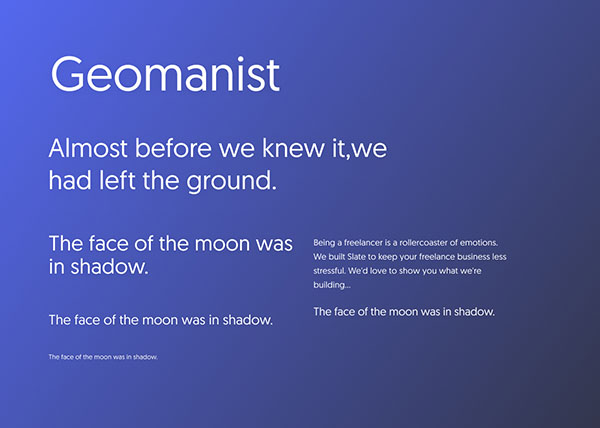 Geomanist
Almost before we knew it,we
had left the ground.
The face of the moon was
in shadow.
The face of the moon was in shadow.
The face of the moon was in shadow.
Being a freelancer is a rollercoaster of emotions.
We built Slate to keep your freelance business less
stressful. We'd love to show you what we're
building...
The face of the moon was in shadow.